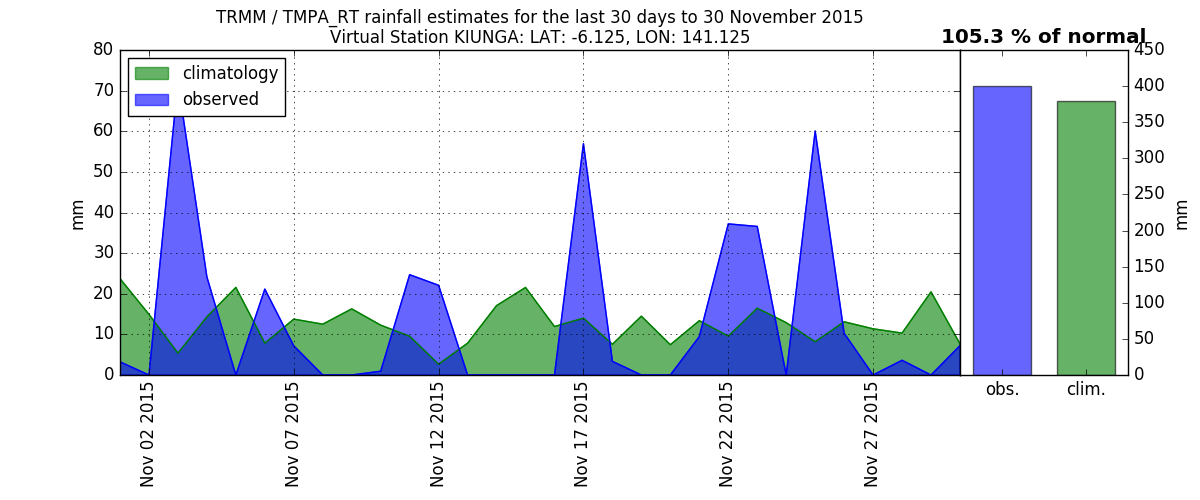 TRMM / TMPA_RT rainfall estimates for the last 30 days to 30 November 2015
Virtual Station KIUNGA: LAT: -6.125, LON: 141.125
105.3 % of normal
climatology
observed
80
70
60
50
40
30
20
10
0
mm
Nov 02 2015
Nov 07 2015
Nov 12 2015
Nov 17 2015
Nov 22 2015
Nov 27 2015
450
400
350
300
250
200
150
100
50
0
mm
obs.
clim.